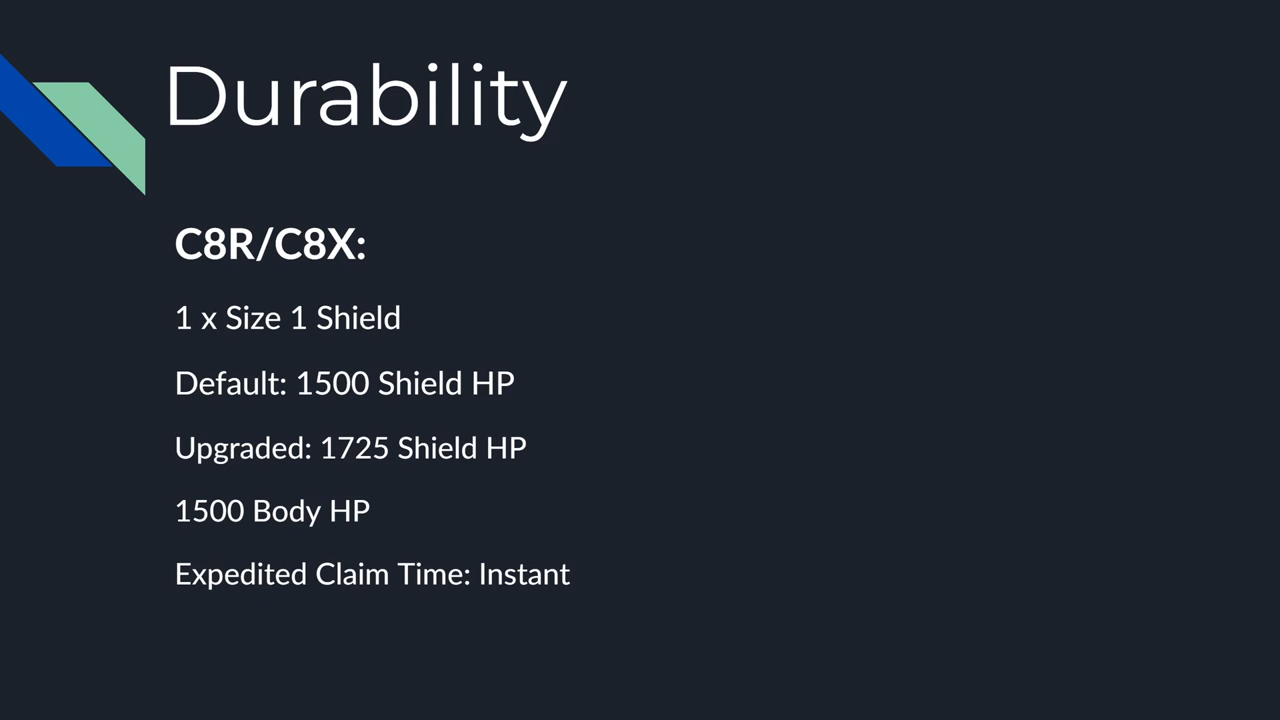 Durability
C8R/C8X:
1 x Size 1 Shield
Default: 1500 Shield HP
Upgraded: 1725 Shield HP
1500 Body HP
Expedited Claim Time: Instant